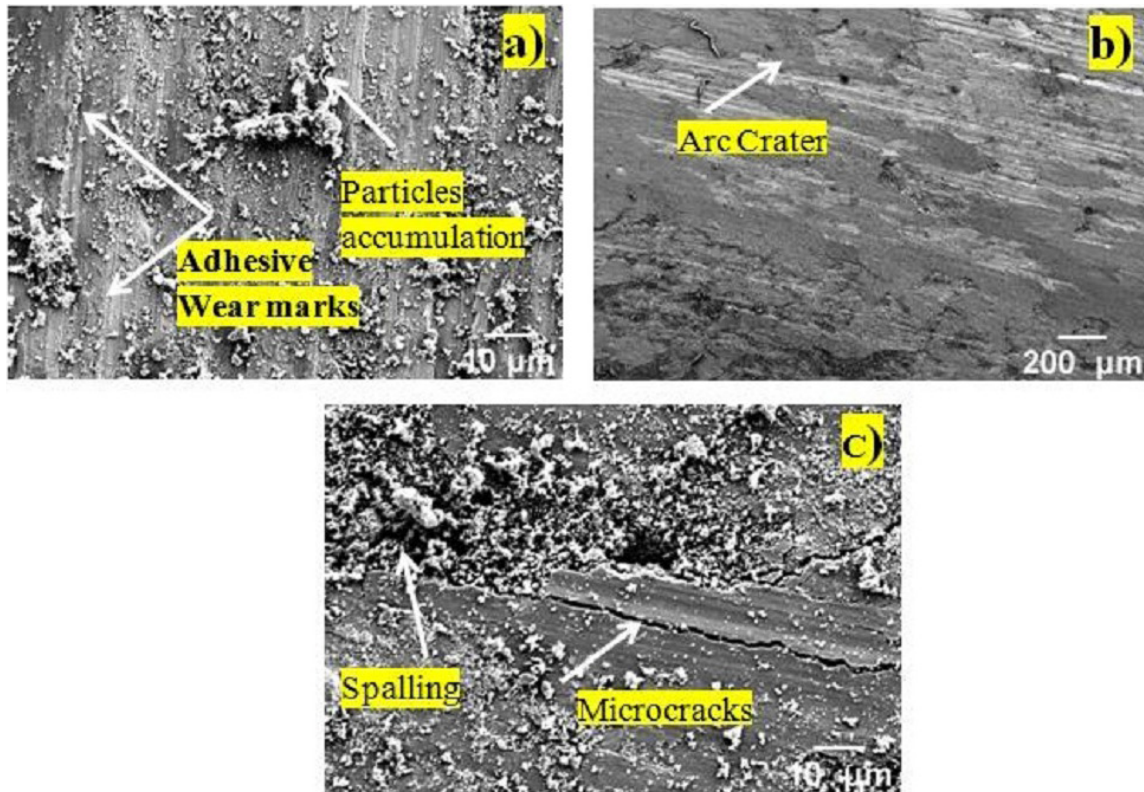 a)
Particles
accumulation
Adhesive
Wear marks
10 µm
b)
Arc Crater
200 µm
c)
Spalling
Microcracks
10 µm